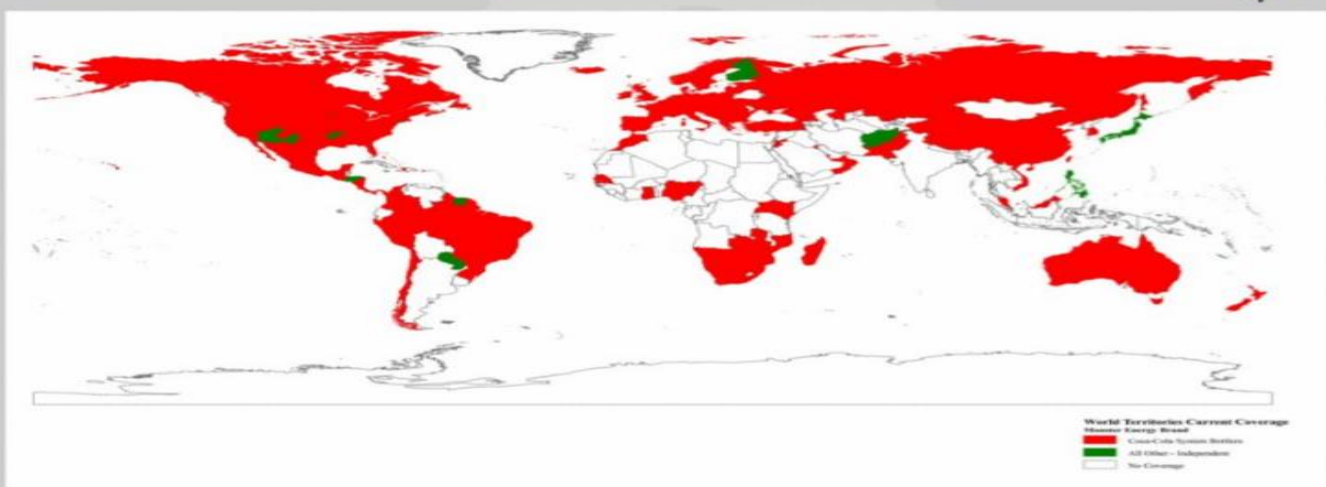 World Territories Current Coverage
Monster Energy Brand
Coca-Cola System Bottlers
All Other - Independent
No Coverage